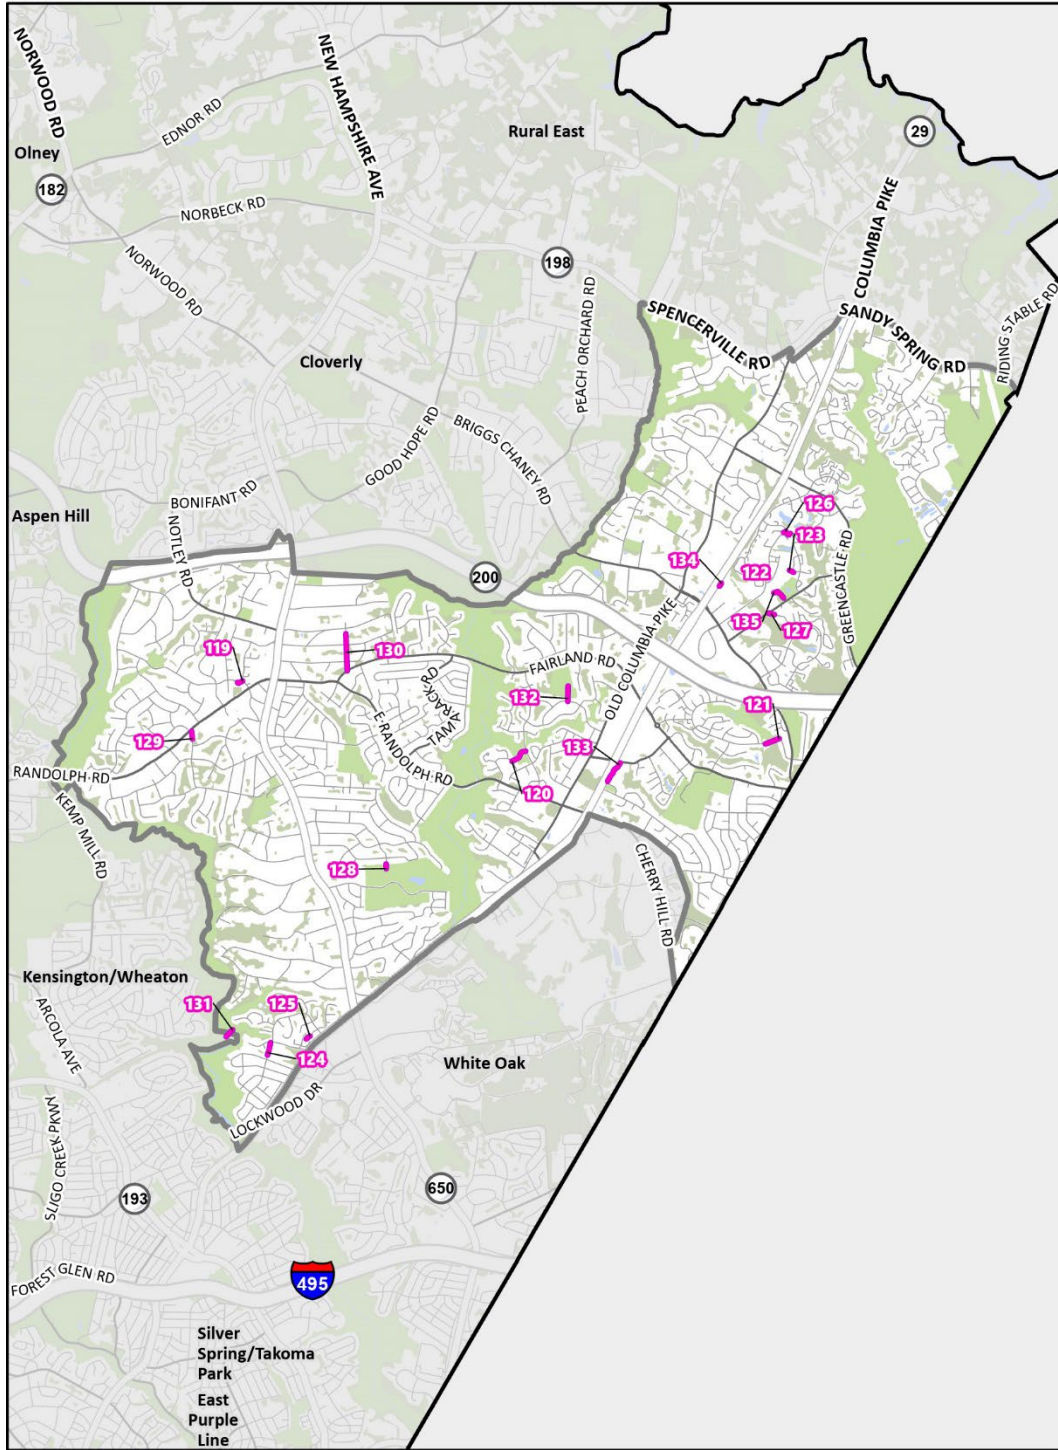 NORWOOD RD
EDNOR RD
NEW HAMPSHIRE AVE
Rural East
29
Olney
182
NORBECK RD
COLUMBIA PIKE
NORWOOD RD
198
PEACH ORCHARD RD
SPENCERVILLE RD
SANDY SPRING RD
RIDING STABLE RD
Cloverly
GOOD HOPE RD
BRIGGS CHANEY RD
BONIFANT RD
Aspen Hill
NOTLEY RD
126
123
134
122
200
GREENCASTLE RD
135
127
OLD COLUMBIA PIKE
119
130
FAIRLAND RD
TAMARACK RD
132
121
129
E RANDOLPH RD
133
RANDOLPH RD
120
KEMP MILL RD
128
CHERRY HILL RD
Kensington/Wheaton
131
125
ARCOLA AVE
124
White Oak
LOCKWOOD DR
SLIGO CREEK PKWY
193
650
FOREST GLEN RD
495
Silver
Spring/Takoma
Park
East
Purple
Line